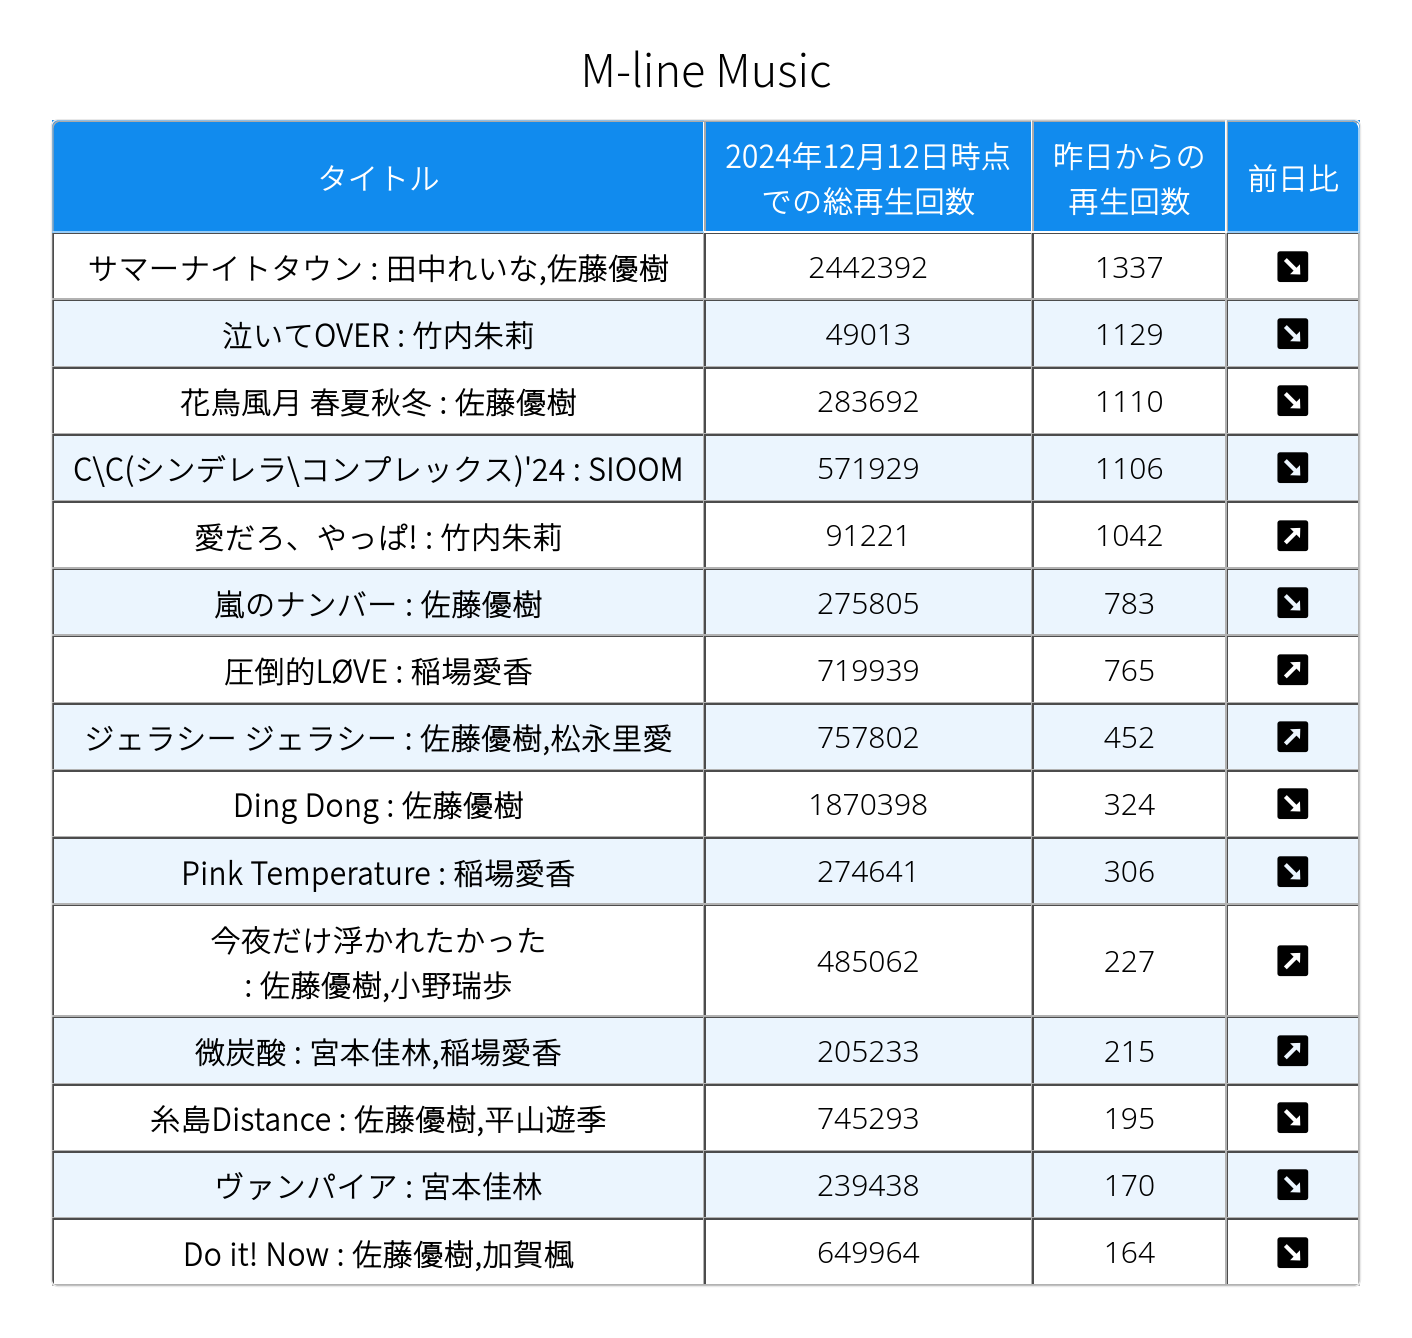 M-line Music
タイトル
2024年12月12日時点
での総再生回数
昨日からの
再生回数
前日比
サマーナイトタウン : 田中れいな,佐藤優樹 2442392 1337
泣いてOVER : 竹内朱莉 49013 1129
花鳥風月 春夏秋冬 : 佐藤優樹 283692 1110
C\C(シンデレラ\コンプレックス)'24 : SIOOM 571929 1106
愛だろ、やっぱ! : 竹内朱莉 91221 1042
嵐のナンバー : 佐藤優樹 275805 783
圧倒的LØVE : 稲場愛香 719939 765
ジェラシー ジェラシー : 佐藤優樹,松永里愛 757802 452
Ding Dong : 佐藤優樹 1870398 324
Pink Temperature : 稲場愛香 274641 306
今夜だけ浮かれたかった
: 佐藤優樹,小野瑞歩 485062 227
微炭酸 : 宮本佳林,稲場愛香 205233 215
糸島Distance : 佐藤優樹,平山遊季 745293 195
ヴァンパイア : 宮本佳林 239438 170
Do it! Now : 佐藤優樹,加賀楓 649964 164